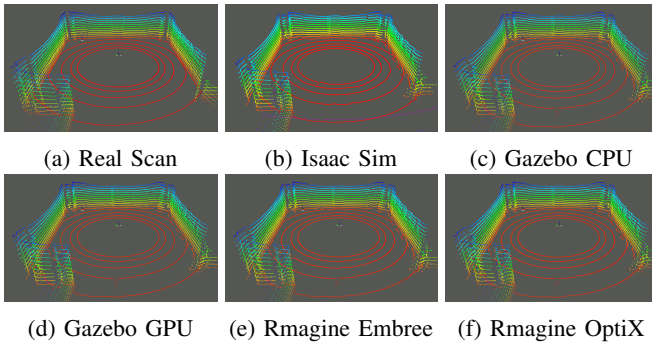 (a) Real Scan
(b) Isaac Sim
(c) Gazebo CPU
(d) Gazebo GPU
(e) Rmagine Embree
(f) Rmagine OptiX